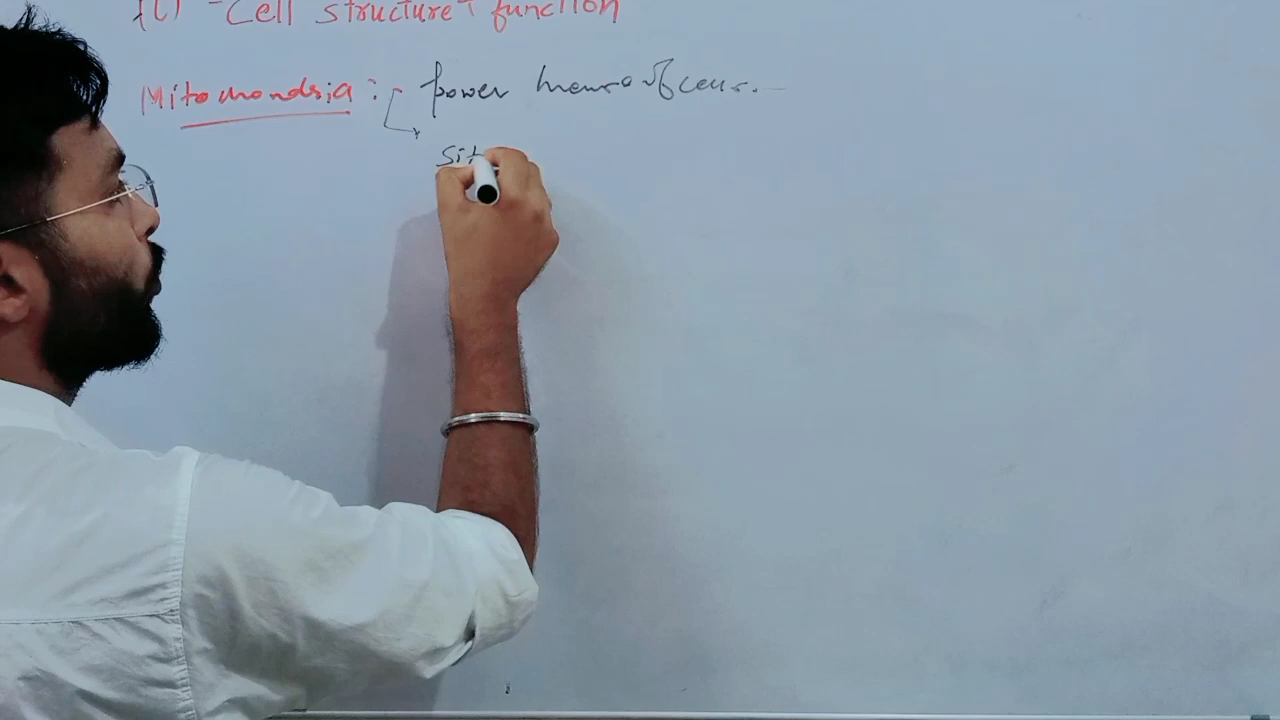 Cell structure + function
Mitochondria :- power house of cell.
Sit